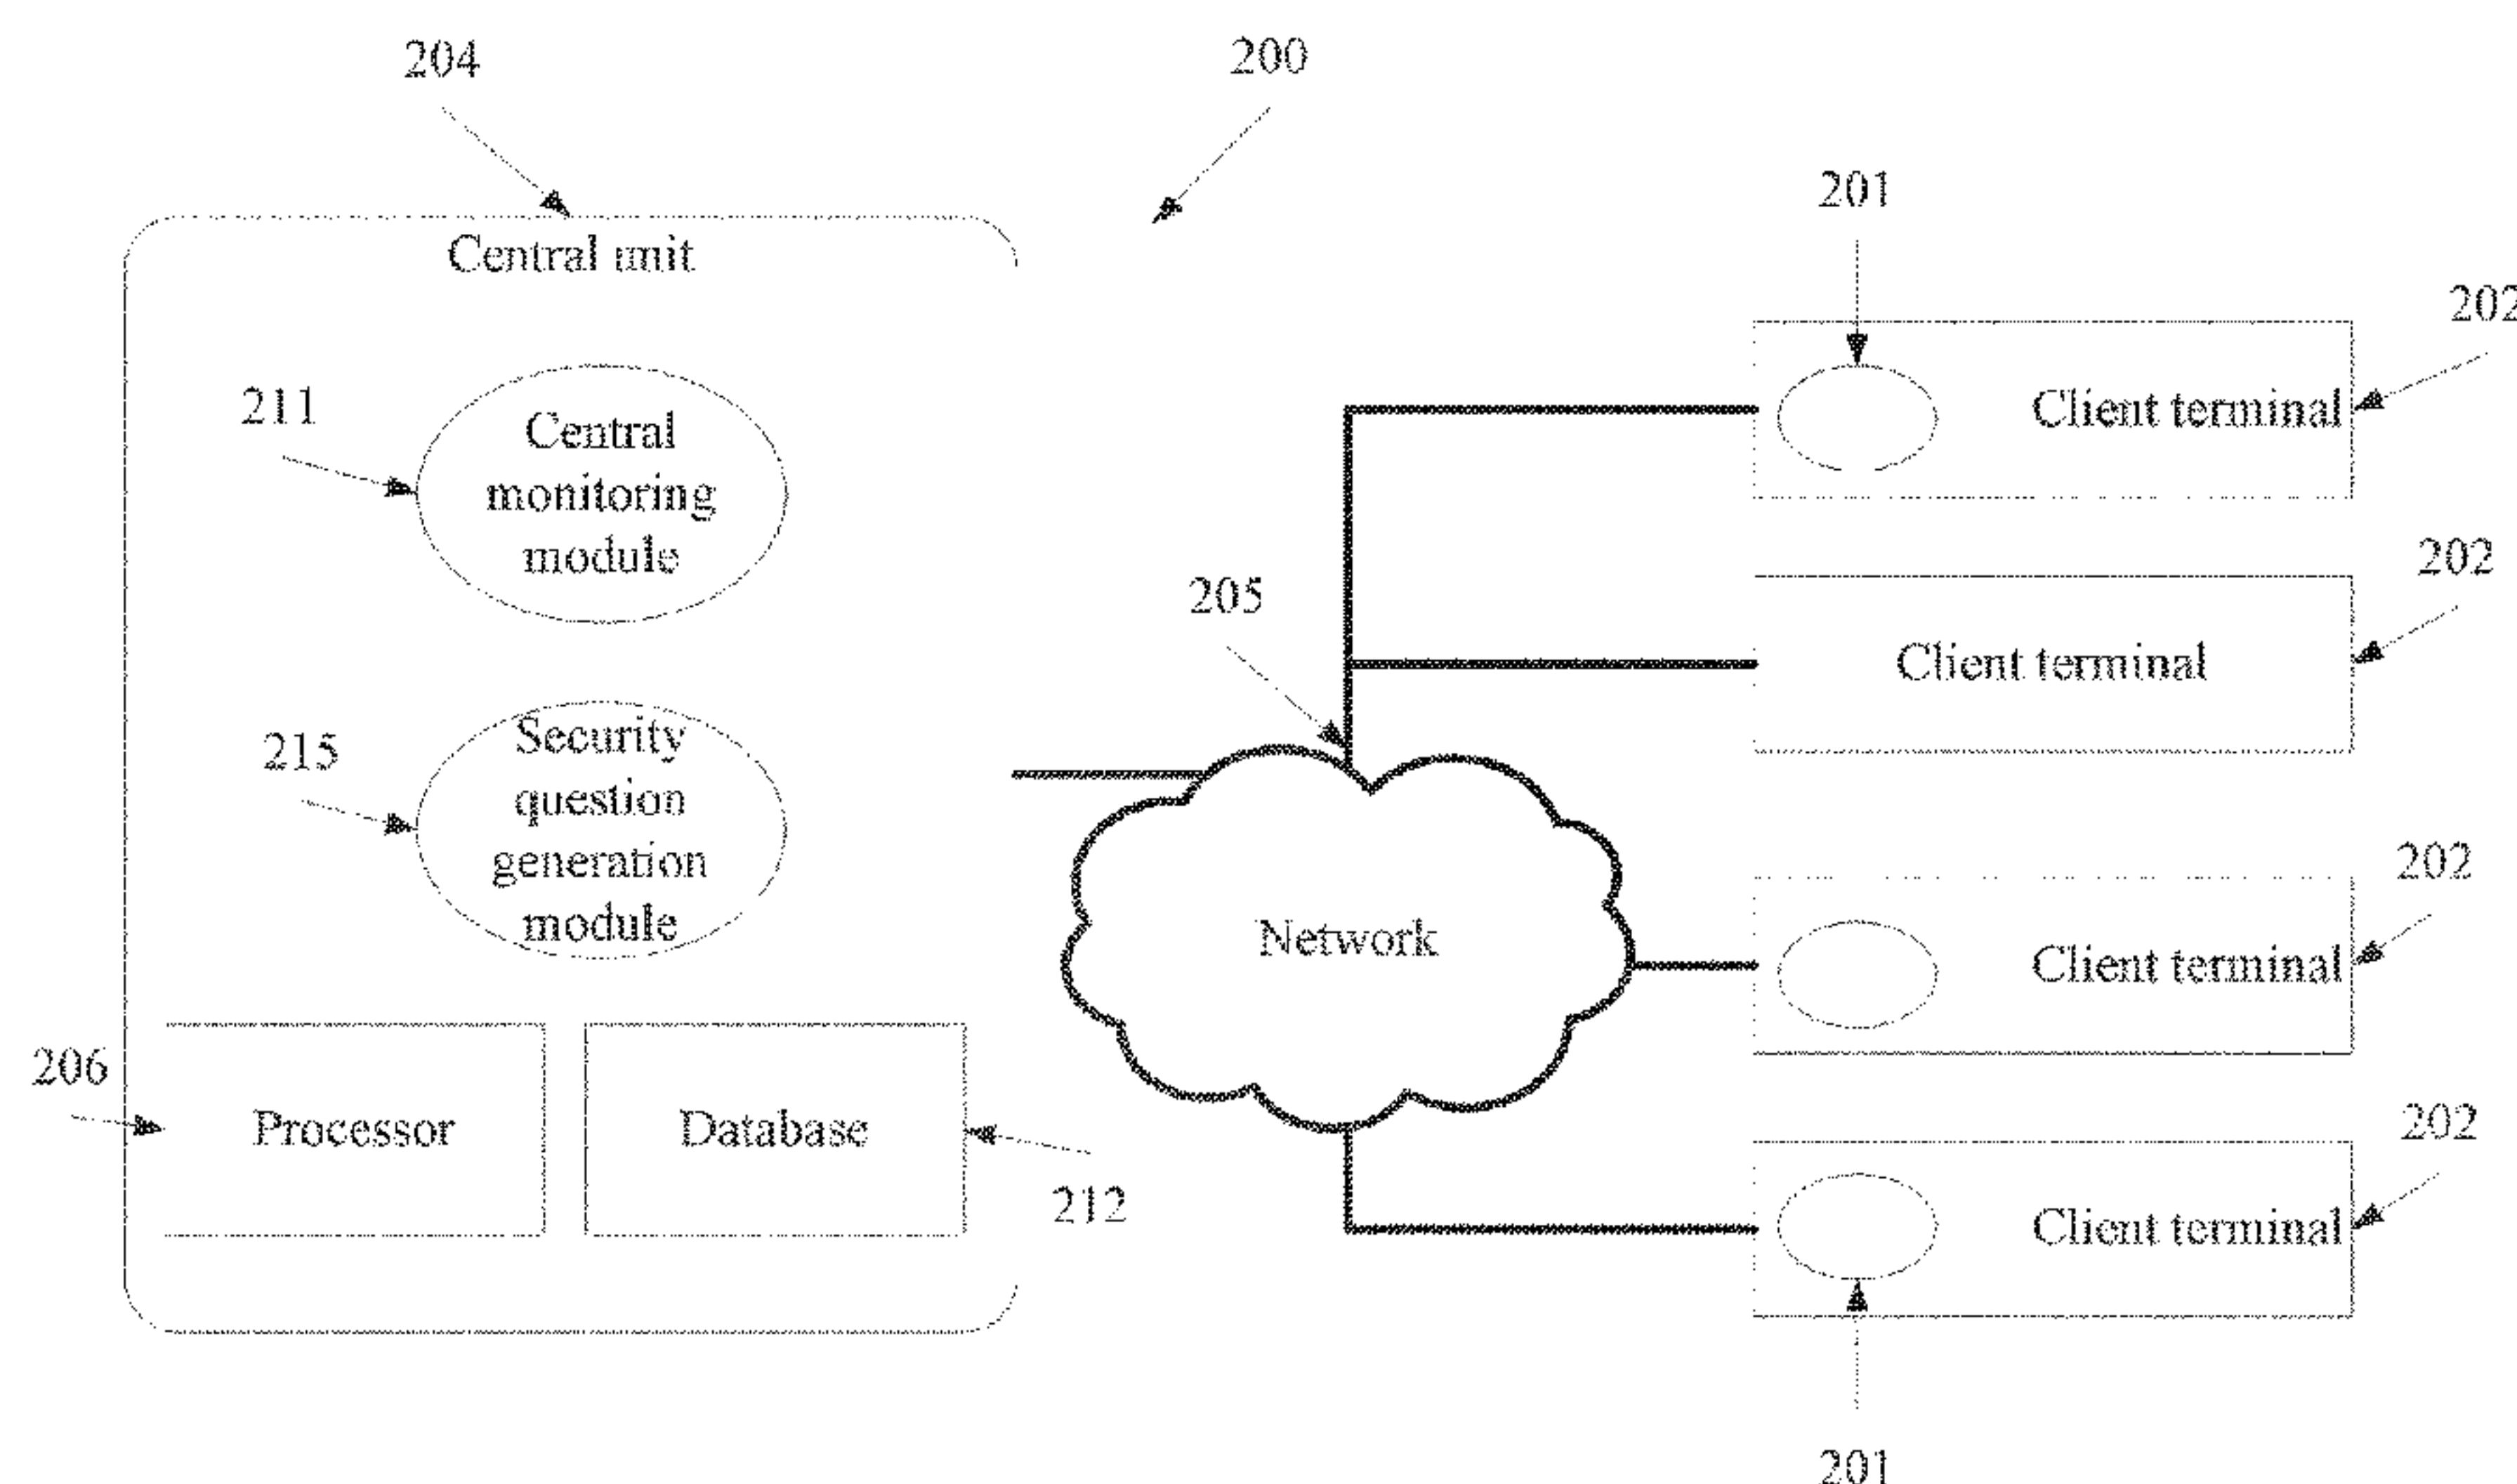 204
200
201
Central unit
202
211
Central
monitoring
module
Client terminal
202
205
Client terminal
215
Security
question
generation
module
202
Network
Client terminal
206
Processor
Database
212
202
Client terminal
201